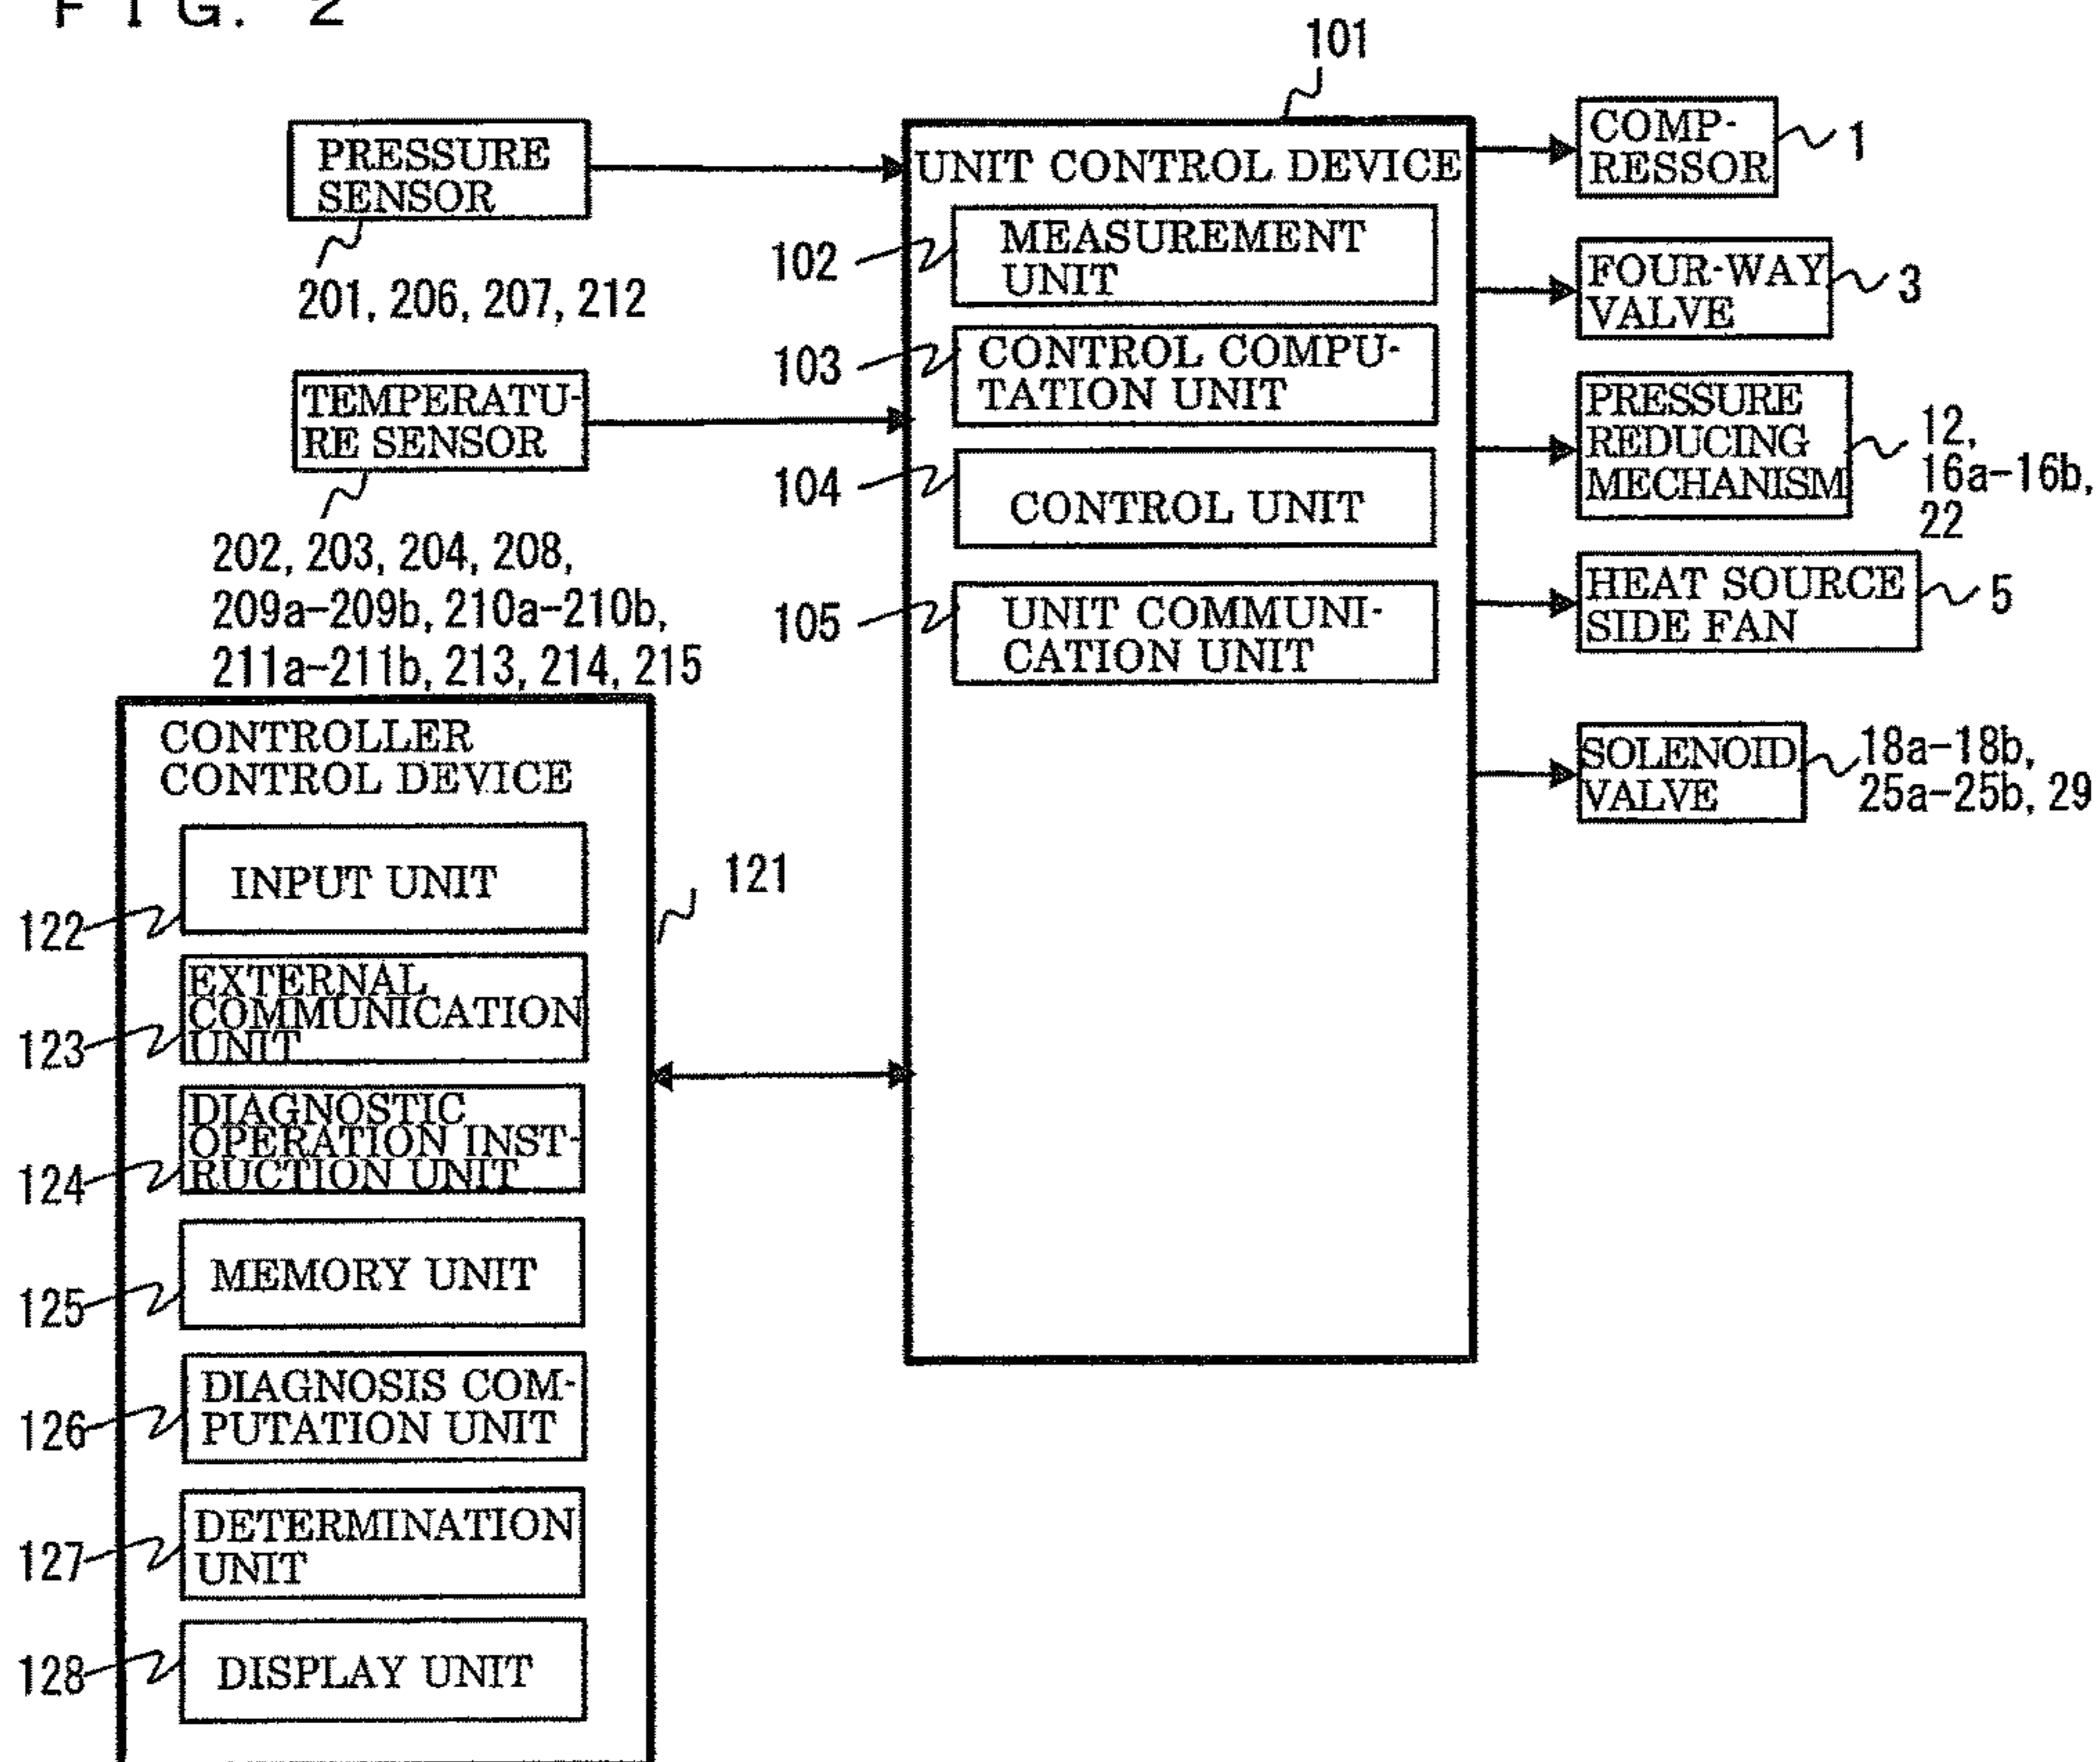 FIG. 2
101
PRESSURE
SENSOR
201, 206, 207, 212
TEMPERATU-
RE SENSOR
202, 203, 204, 208,
209a-209b, 210a-210b,
211a-211b, 213, 214, 215
UNIT CONTROL DEVICE
102
MEASUREMENT
UNIT
103
CONTROL COMPU-
TATION UNIT
104
CONTROL UNIT
105
UNIT COMMUNI-
CATION UNIT
COMP-
RESSOR
1
FOUR-WAY
VALVE
3
PRESSURE
REDUCING
MECHANISM
12,
16a-16b,
22
HEAT SOURCE
SIDE FAN
5
SOLENOID
VALVE
18a-18b,
25a-25b, 29
CONTROLLER
CONTROL DEVICE
121
INPUT UNIT
122
EXTERNAL
COMMUNICATION
UNIT
123
DIAGNOSTIC
OPERATION INST-
RUCTION UNIT
124
MEMORY UNIT
125
DIAGNOSIS COM-
PUTATION UNIT
126
DETERMINATION
UNIT
127
DISPLAY UNIT
128